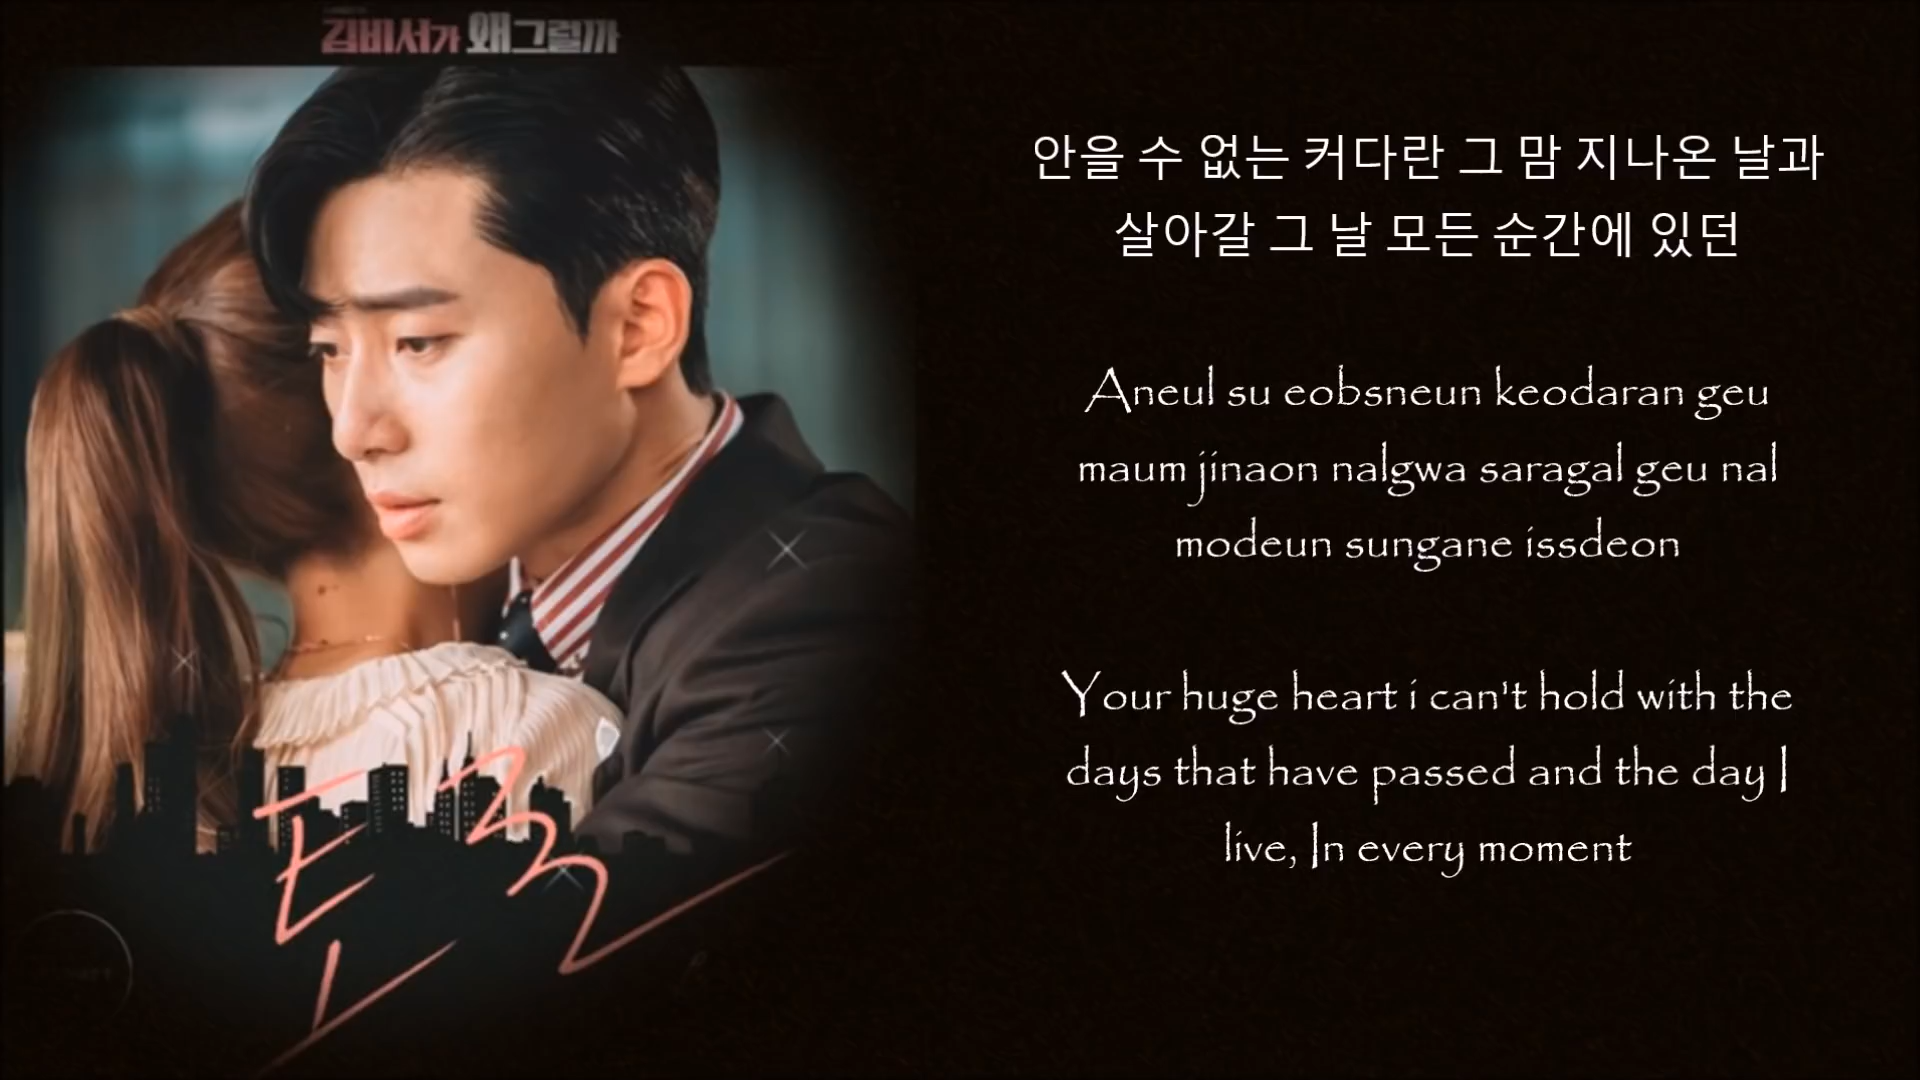 김비서가 왜그럴까
안을 수 없는 커다란 그 맘 지나온 날과
살아갈 그 날 모든 순간에 있던
Aneul su eobsneun keodaran geu
maum jinaon nalgwa saragal geu nal
modeun sungane issdeon
Your huge heart i can't hold with the
days that have passed and the day I
live, In every moment